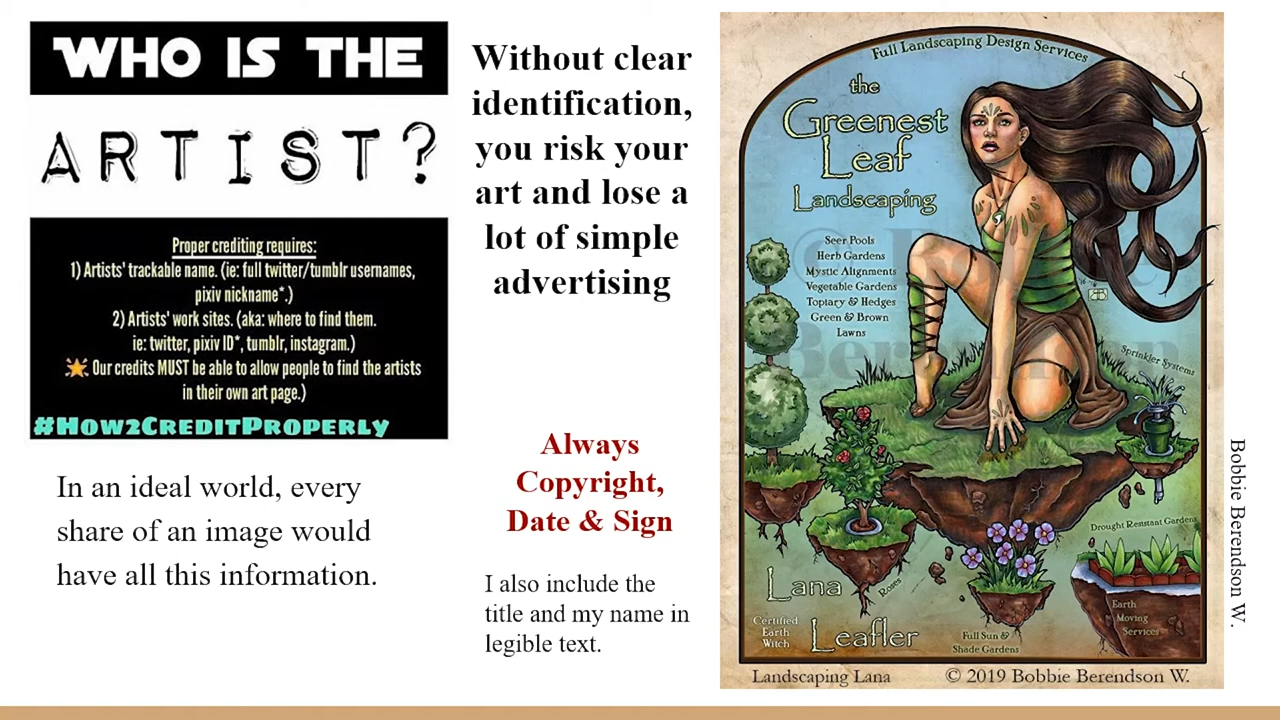 WHO IS THE
ARTIST?
Proper crediting requires:
1) Artists' trackable name. (ie: full twitter/tumblr usernames,
pixiv nickname*.)
2) Artists' work sites. (aka: where to find them.
ie: twitter, pixiv ID*, tumblr, instagram.)
Our credits MUST be able to allow people to find the artists
in their own art page.)
#HOW2CREDITPROPERLY
In an ideal world, every
share of an image would
have all this information.
Without clear
identification,
you risk your
art and lose a
lot of simple
advertising
Always
Copyright,
Date & Sign
I also include the
title and my name in
legible text.
Full Landscaping Design Services
the
Greenest
Leaf
Landscaping
Seer Pools
Herb Gardens
Mystic Alignments
Vegetable Gardens
Topiary & Hedges
Green & Brown
Lawns
Sprinkler Systems
Drought Resistant Gardens
Roses
Lana
Leafler
Certified
Earth
Witch
Full Sun &
Shade Gardens
Earth
Moving
Services
Landscaping Lana
© 2019 Bobbie Berendson W.
Bobbie Berendson W.